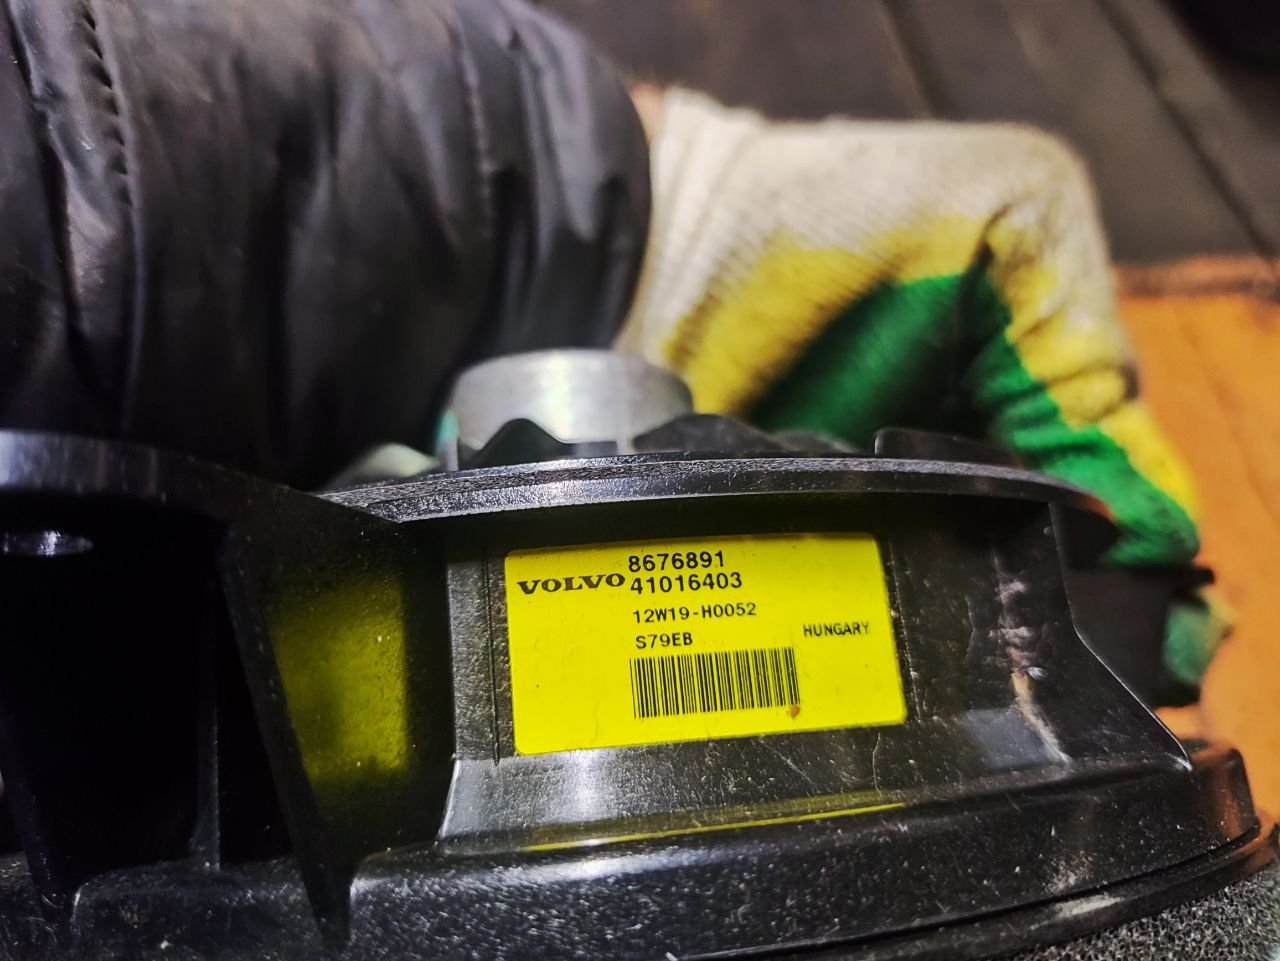 8676891
VOLVO 41016403
12W19-H0052
S79EB
HUNGARY